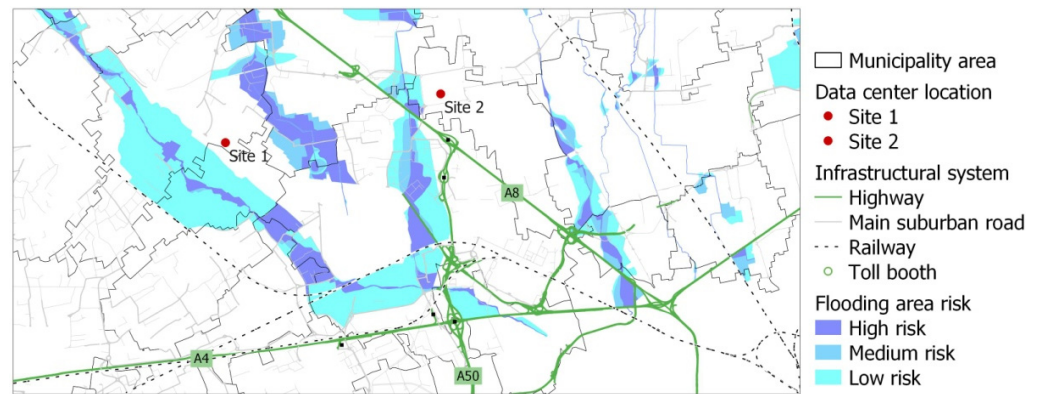 Site 1
Site 2
A8
A4
A50
Municipality area
Data center location
Site 1
Site 2
Infrastructural system
Highway
Main suburban road
Railway
Toll booth
Flooding area risk
High risk
Medium risk
Low risk